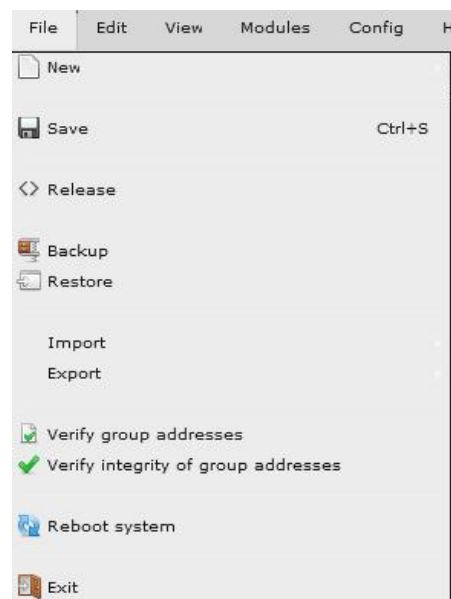 File Edit View Modules Config H
New
Save Ctrl+S
Release
Backup
Restore
Import
Export
Verify group addresses
Verify integrity of group addresses
Reboot system
Exit